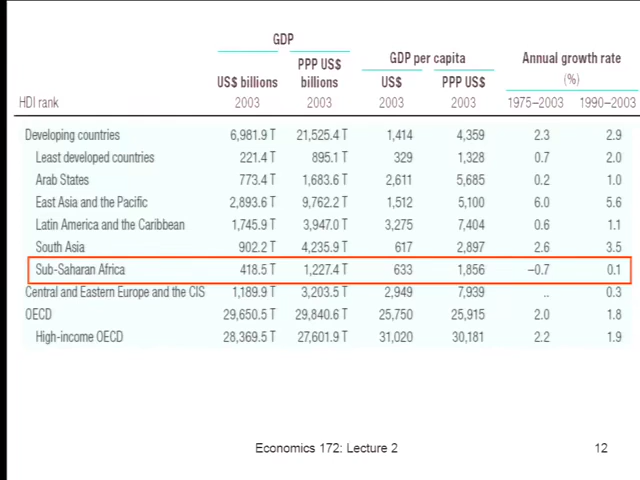 GDP
PPP US$ GDP per capita Annual growth rate
US$ billions billions US$ PPP US$ (%)
HDI rank 2003 2003 2003 2003 1975–2003 1990–2003
Developing countries 6,981.9 T 21,525.4 T 1,414 4,359 2.3 2.9
Least developed countries 221.4 T 895.1 T 329 1,328 0.7 2.0
Arab States 773.4 T 1,683.6 T 2,611 5,685 0.2 1.0
East Asia and the Pacific 2,893.6 T 9,762.2 T 1,512 5,100 6.0 5.6
Latin America and the Caribbean 1,745.9 T 3,947.0 T 3,275 7,404 0.6 1.1
South Asia 902.2 T 4,235.9 T 617 2,897 2.6 3.5
Sub-Saharan Africa 418.5 T 1,227.4 T 633 1,856 –0.7 0.1
Central and Eastern Europe and the CIS 1,189.9 T 3,203.5 T 2,949 7,939 .. 0.3
OECD 29,650.5 T 29,840.6 T 25,750 25,915 2.0 1.8
High-income OECD 28,369.5 T 27,601.9 T 31,020 30,181 2.2 1.9
Economics 172: Lecture 2 12